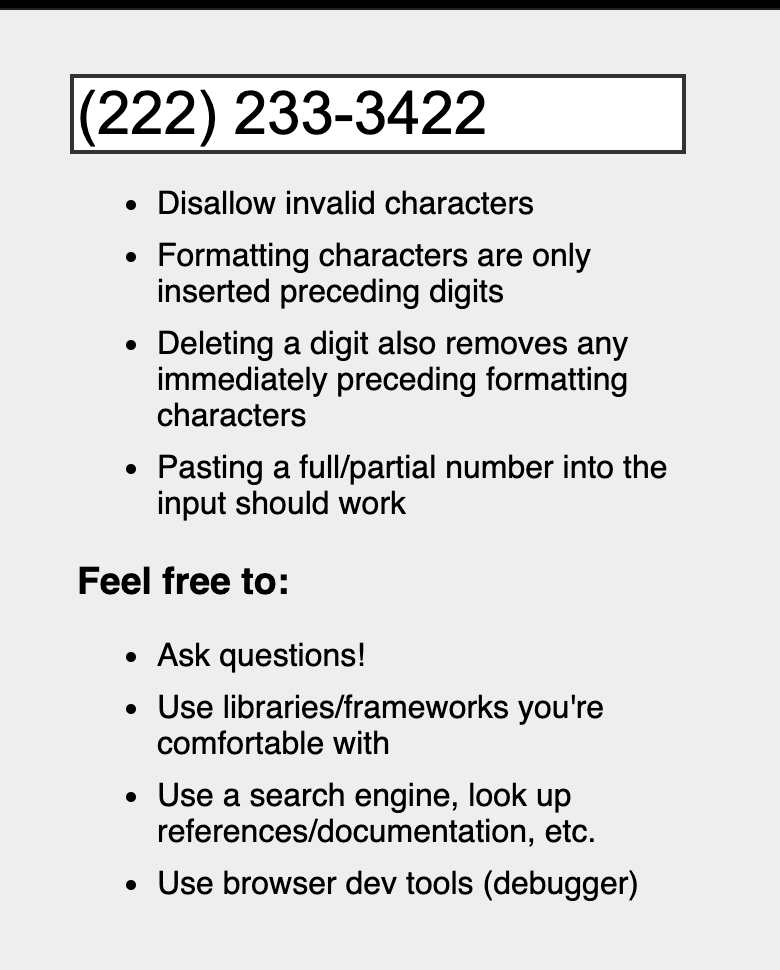 (222) 233-3422
• Disallow invalid characters
• Formatting characters are only
inserted preceding digits
• Deleting a digit also removes any
immediately preceding formatting
characters
• Pasting a full/partial number into the
input should work
Feel free to:
• Ask questions!
• Use libraries/frameworks you're
comfortable with
• Use a search engine, look up
references/documentation, etc.
• Use browser dev tools (debugger)